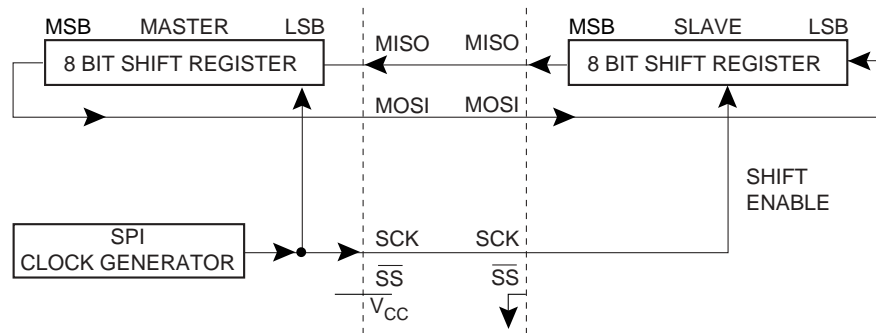 MSB MASTER LSB
8 BIT SHIFT REGISTER
MISO MISO
MSB SLAVE LSB
8 BIT SHIFT REGISTER
MOSI MOSI
SHIFT
ENABLE
SPI
CLOCK GENERATOR
SCK SCK
SS SS
VCC